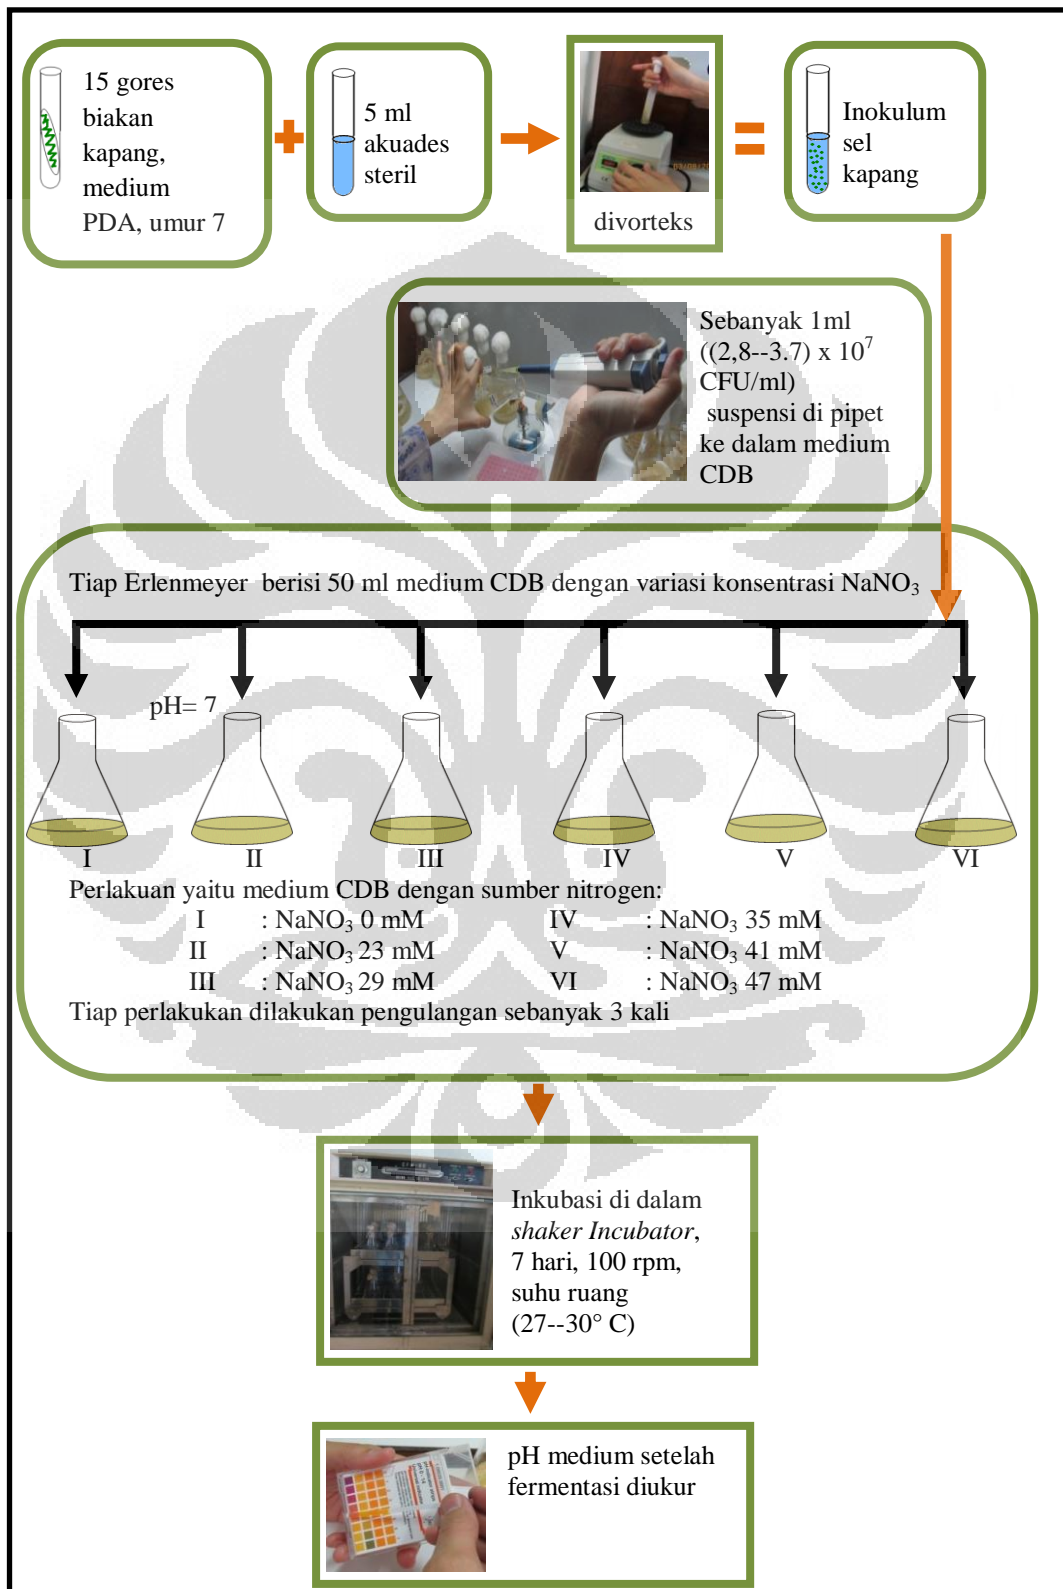 15 gores
biakan
kapang,
medium
PDA, umur 7
5 ml
akuades
steril
divorteks
Inokulum
sel
kapang
Sebanyak 1ml
((2,8--3.7) x 10⁷
CFU/ml)
suspensi di pipet
ke dalam medium
CDB
Tiap Erlenmeyer berisi 50 ml medium CDB dengan variasi konsentrasi NaNO₃
pH= 7
I II III IV V VI
Perlakuan yaitu medium CDB dengan sumber nitrogen:
I : NaNO₃ 0 mM IV : NaNO₃ 35 mM
II : NaNO₃ 23 mM V : NaNO₃ 41 mM
III : NaNO₃ 29 mM VI : NaNO₃ 47 mM
Tiap perlakukan dilakukan pengulangan sebanyak 3 kali
Inkubasi di dalam
shaker Incubator,
7 hari, 100 rpm,
suhu ruang
(27--30° C)
pH medium setelah
fermentasi diukur